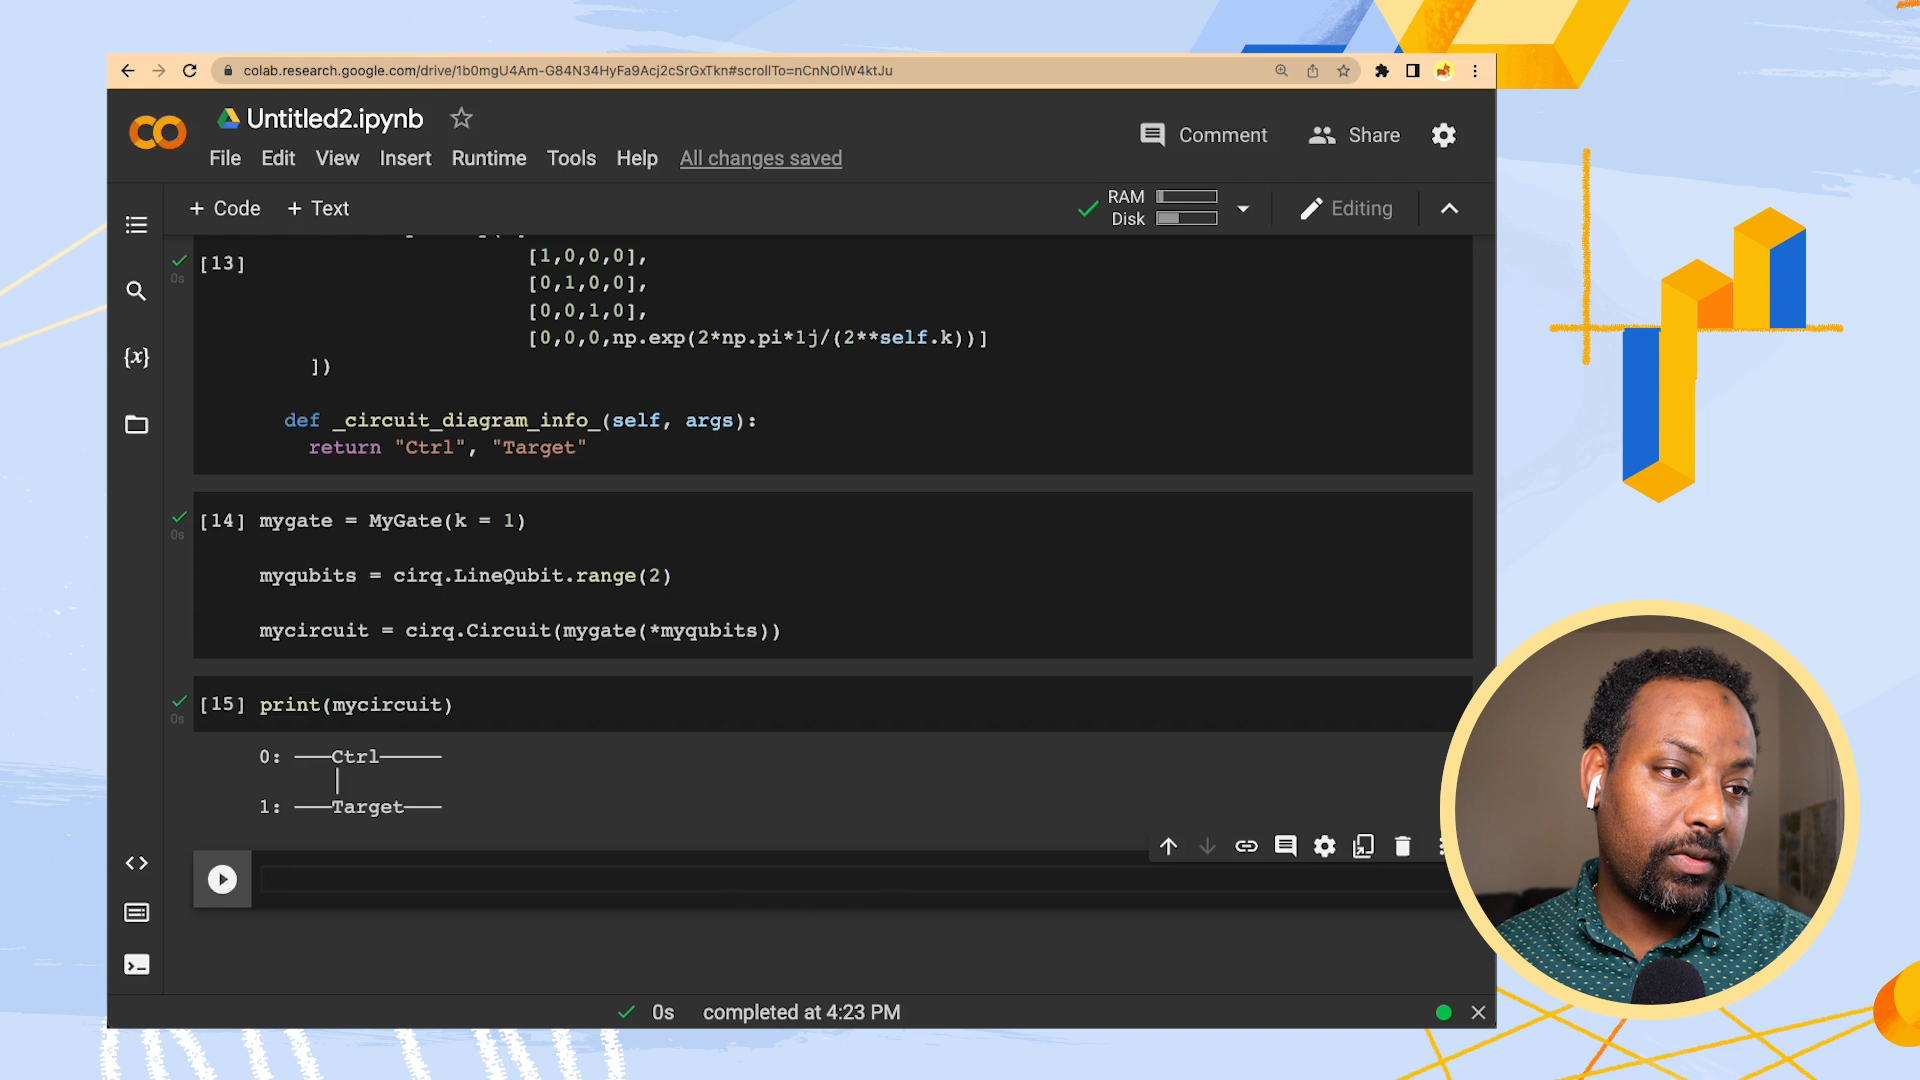 colab.research.google.com/drive/1b0mgU4Am-G84N34HyFa9Acj2cSrGxTkn#scrollTo=nCnNOlW4ktJu
Untitled2.ipynb
Comment
Share
File Edit View Insert Runtime Tools Help All changes saved
+ Code + Text
RAM
Disk
Editing
[13]
0s
[1,0,0,0],
[0,1,0,0],
[0,0,1,0],
[0,0,0,np.exp(2*np.pi*1j/(2**self.k))]
])
def _circuit_diagram_info_(self, args):
return "Ctrl", "Target"
[14] mygate = MyGate(k = 1)
0s
myqubits = cirq.LineQubit.range(2)
mycircuit = cirq.Circuit(mygate(*myqubits))
[15] print(mycircuit)
0s
0: ───Ctrl─────
│
1: ───Target───
{x}
0s completed at 4:23 PM